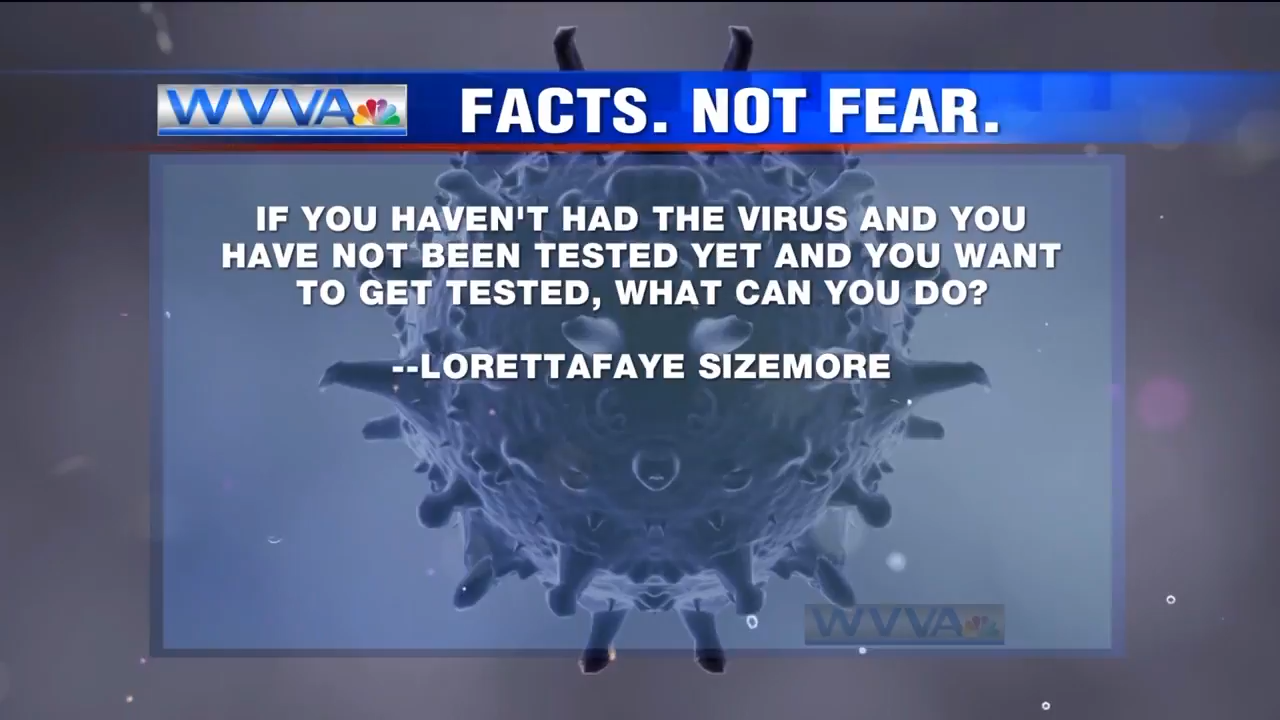 WVVA FACTS. NOT FEAR.
IF YOU HAVEN'T HAD THE VIRUS AND YOU
HAVE NOT BEEN TESTED YET AND YOU WANT
TO GET TESTED, WHAT CAN YOU DO?
--LORETTAFAYE SIZEMORE
WVVA